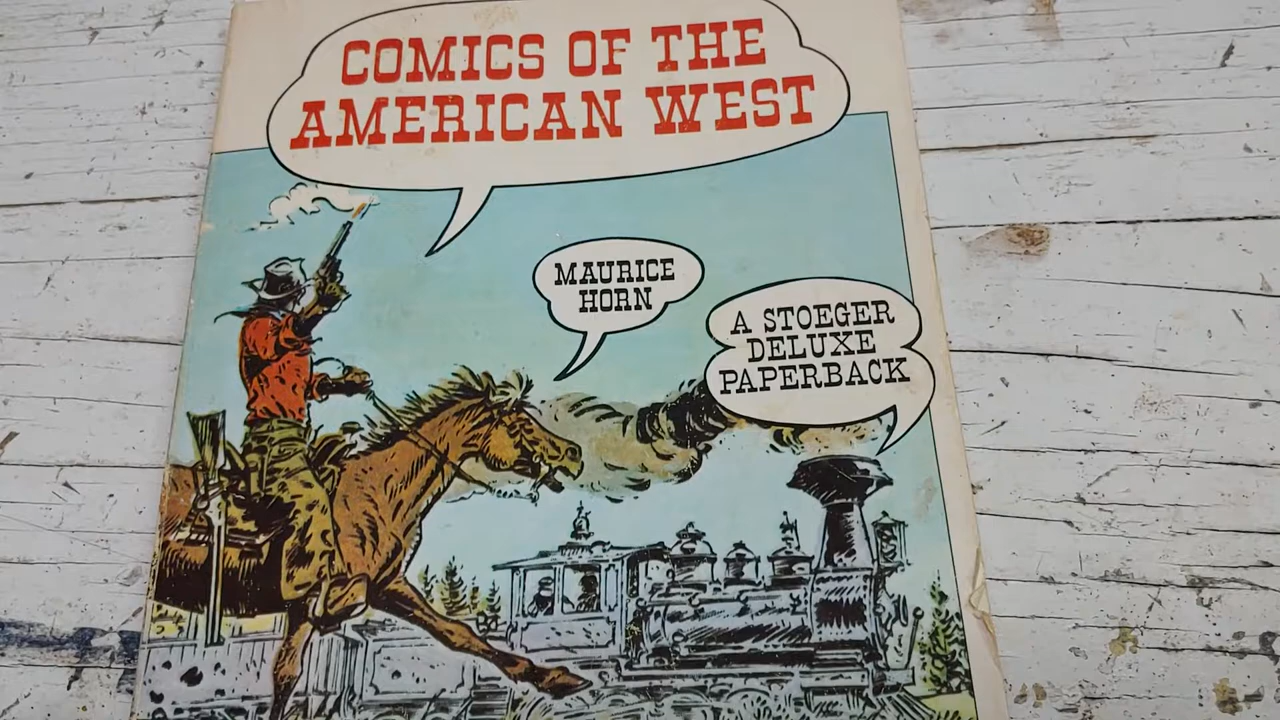 COMICS OF THE
AMERICAN WEST
MAURICE
HORN
A STOEGER
DELUXE
PAPERBACK